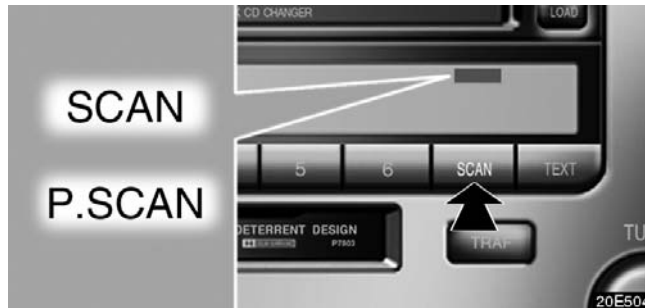 CD CHANGER
LOAD
SCAN
P.SCAN
5
6
SCAN
TEXT
DETERRENT DESIGN
P7803
TRAF
TU
20E504